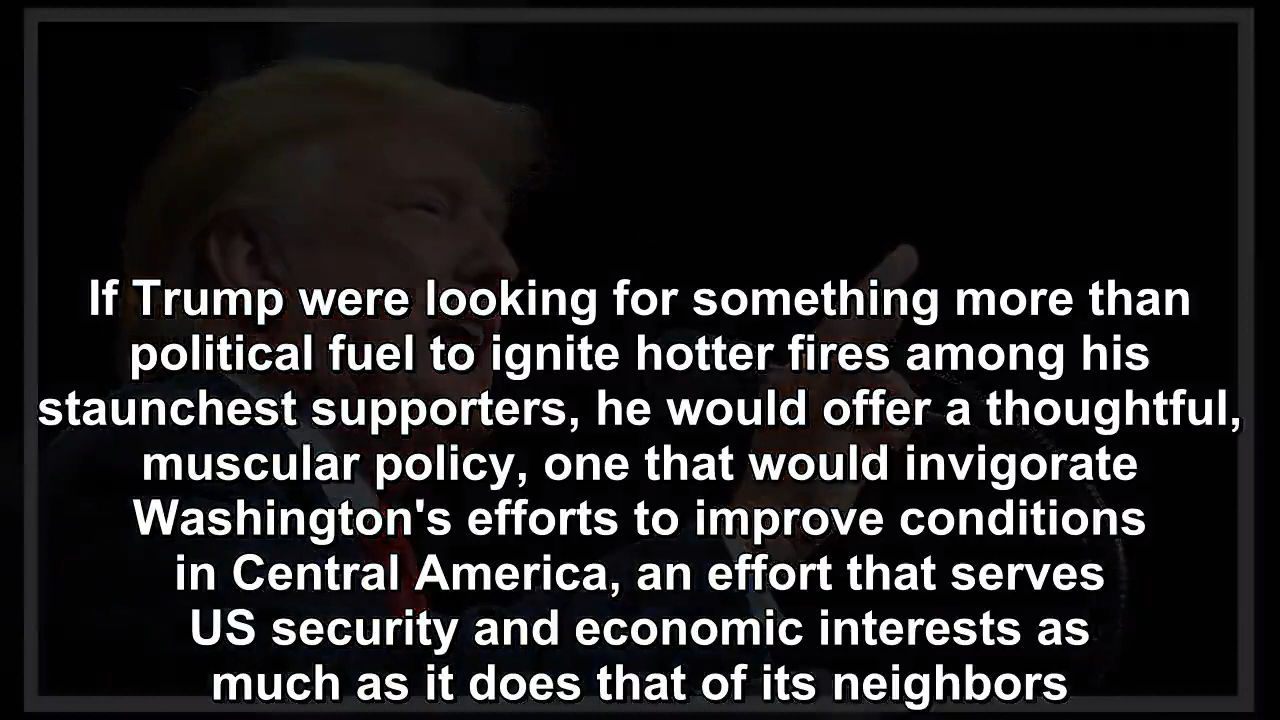 If Trump were looking for something more than
political fuel to ignite hotter fires among his
staunchest supporters, he would offer a thoughtful,
muscular policy, one that would invigorate
Washington's efforts to improve conditions
in Central America, an effort that serves
US security and economic interests as
much as it does that of its neighbors